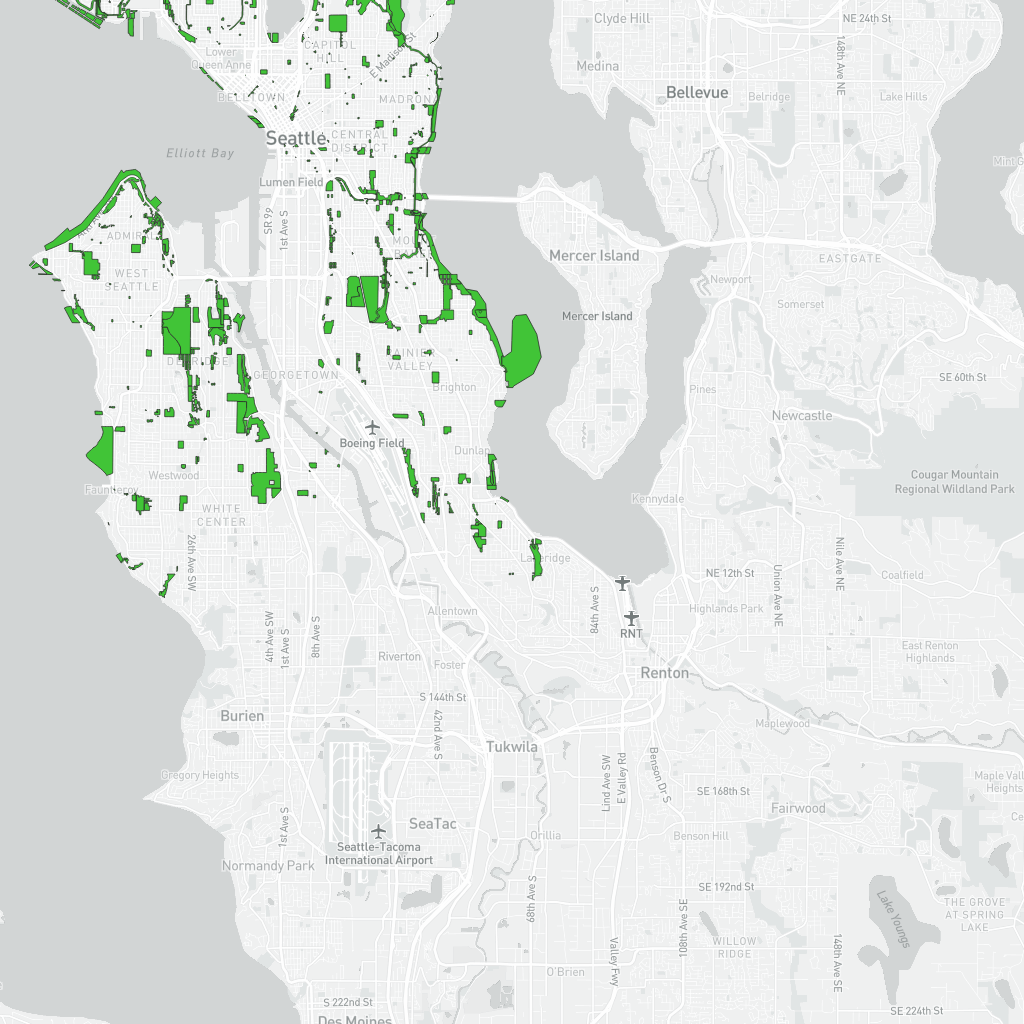 Clyde Hill
NE 24th St
CAPITOL
HILL
E Madison St
Lower
Queen Anne
148th Ave NE
Medina
BELLTOWN
MADRON
Bellevue
Belridge
Lake Hills
Seattle
CENTRAL
DISTRICT
Elliott Bay
Mint G
Lumen Field
SR 99
1st Ave S
ADMIRAL
Mercer Island
EASTGATE
WEST
SEATTLE
Newport
Somerset
Mercer Island
RAINIER
VALLEY
GEORGETOWN
Brighton
SE 60th St
Pines
Newcastle
Boeing Field
Dunlap
Westwood
Fauntleroy
Cougar Mountain
Regional Wildland Park
Kennydale
WHITE
CENTER
26th Ave SW
Lakeridge
NE 12th St
Union Ave NE
Nile Ave NE
Coalfield
84th Ave S
Allentown
Highlands Park
RNT
4th Ave SW
1st Ave S
8th Ave S
Riverton
Foster
East Renton
Highlands
Renton
S 144th St
42nd Ave S
Burien
Maplewood
Tukwila
Gregory Heights
Lind Ave SW
E Valley Rd
Benson Dr S
SE 168th St
Maple Val
Heights
Fairwood
Ce
SeaTac
1st Ave S
Orillia
Benson Hill
Seattle-Tacoma
International Airport
Normandy Park
68th Ave S
SE 192nd St
108th Ave SE
Lake Youngs
THE GROVE
AT SPRING
LAKE
WILLOW
RIDGE
Valley Fwy
148th Ave SE
O'Brien
S 222nd St
SE 224th St
Des Moines